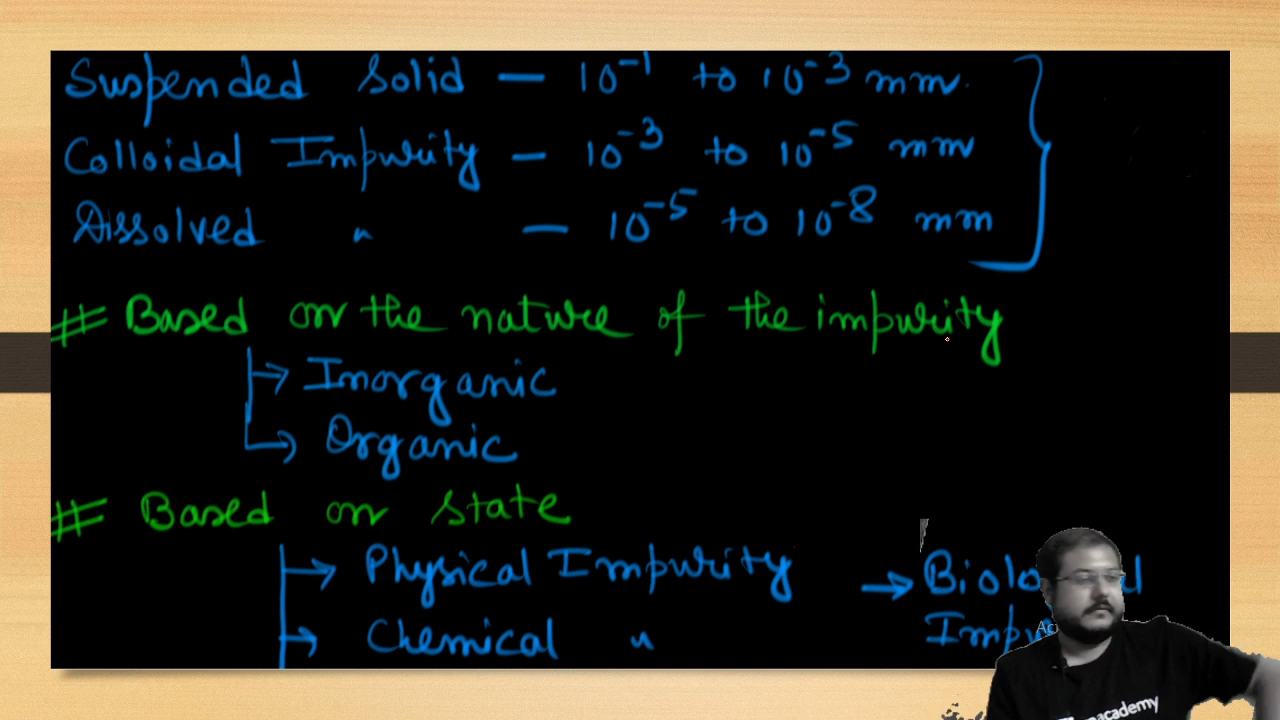 Suspended Solid — 10⁻¹ to 10⁻³ mm.
Colloidal Impurity — 10⁻³ to 10⁻⁵ mm
Dissolved " — 10⁻⁵ to 10⁻⁸ mm
# Based on the nature of the impurity
→ Inorganic
→ Organic
# Based on state
→ Physical Impurity → 
→ Chemical "